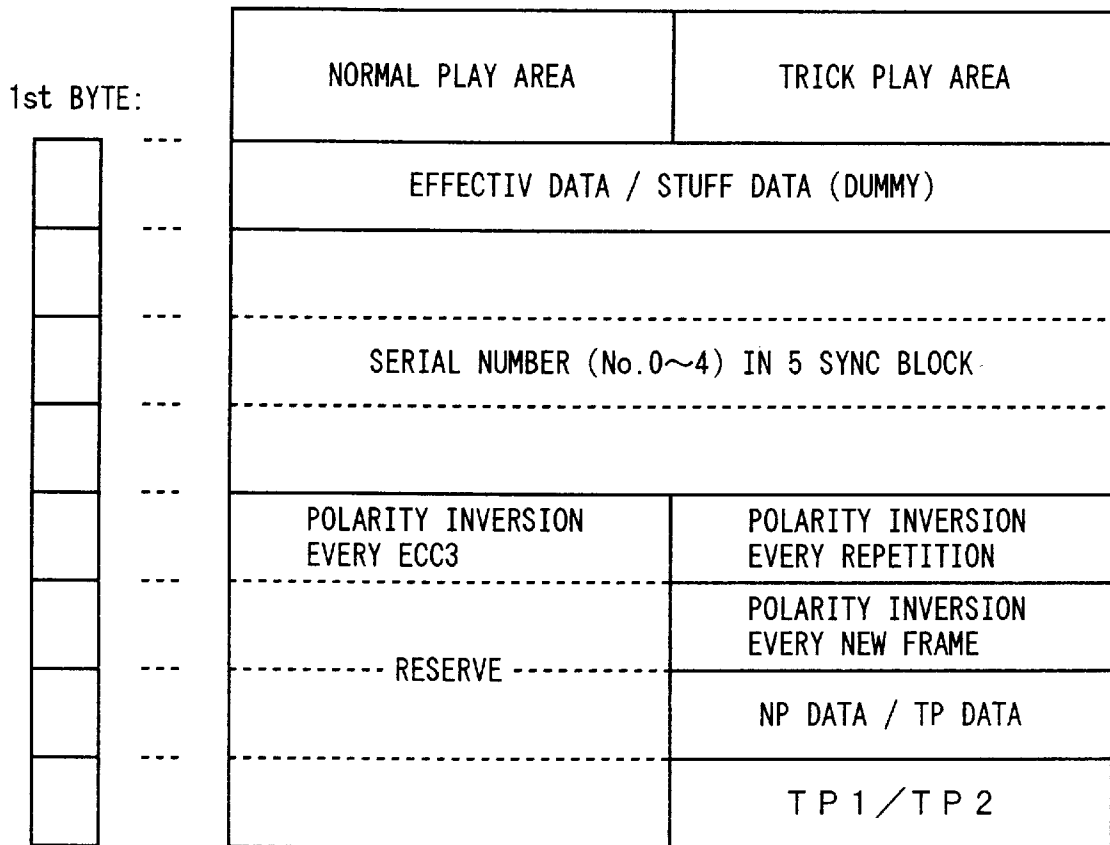 NORMAL PLAY AREA
TRICK PLAY AREA
1st BYTE:
EFFECTIV DATA / STUFF DATA (DUMMY)
SERIAL NUMBER (No.0～4) IN 5 SYNC BLOCK
POLARITY INVERSION
EVERY ECC3
POLARITY INVERSION
EVERY REPETITION
POLARITY INVERSION
EVERY NEW FRAME
RESERVE
NP DATA / TP DATA
TP1／TP2